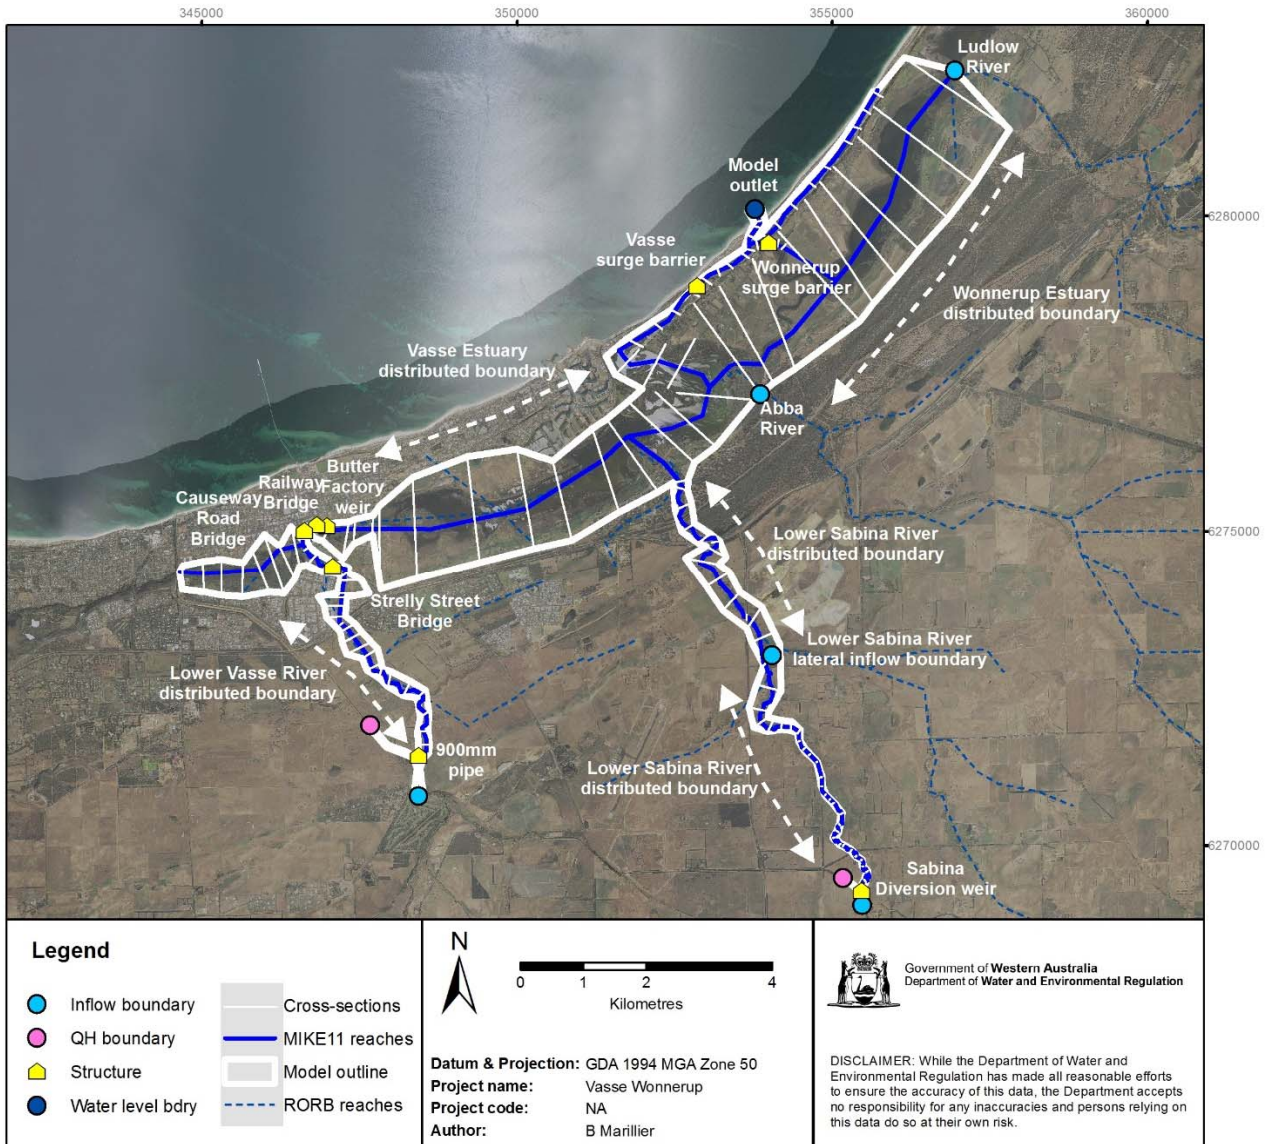 345000
350000
355000
360000
Ludlow
River
Model
outlet
6280000
Vasse
surge barrier
Wonnerup
surge barrier
Wonnerup Estuary
distributed boundary
Vasse Estuary
distributed boundary
Abba
River
Butter
Factory
weir
Railway
Bridge
Causeway
Road
Bridge
6275000
Lower Sabina River
distributed boundary
Strelly Street
Bridge
Lower Sabina River
lateral inflow boundary
Lower Vasse River
distributed boundary
900mm
pipe
Lower Sabina River
distributed boundary
6270000
Sabina
Diversion weir
Legend
Inflow boundary
QH boundary
Structure
Water level bdry
Cross-sections
MIKE11 reaches
Model outline
RORB reaches
N
0 1 2 4
Kilometres
Datum & Projection: GDA 1994 MGA Zone 50
Project name: Vasse Wonnerup
Project code: NA
Author: B Marillier
Government of Western Australia
Department of Water and Environmental Regulation
DISCLAIMER: While the Department of Water and
Environmental Regulation has made all reasonable efforts
to ensure the accuracy of this data, the Department accepts
no responsibility for any inaccuracies and persons relying on
this data do so at their own risk.